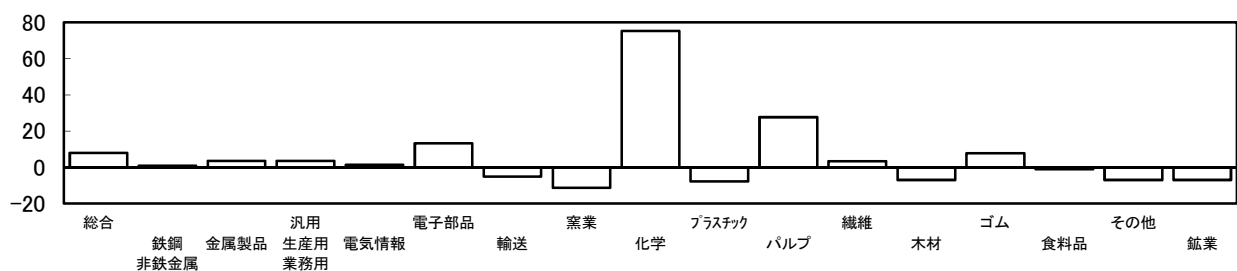 80
60
40
20
0
-20
総合
鉄鋼
非鉄金属
金属製品
汎用
生産用
業務用
電気情報
電子部品
輸送
窯業
化学
ﾌﾟﾗｽﾁｯｸ
パルプ
繊維
木材
ゴム
食料品
その他
鉱業